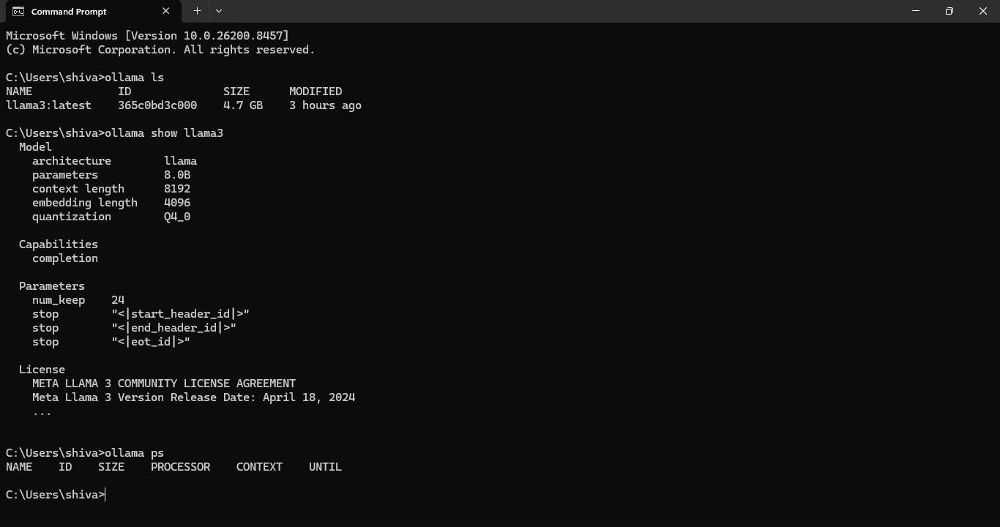 Command Prompt
Microsoft Windows [Version 10.0.26200.8457]
(c) Microsoft Corporation. All rights reserved.
C:\Users\shiva>ollama ls
NAME ID SIZE MODIFIED
llama3:latest 365c0bd3c000 4.7 GB 3 hours ago
C:\Users\shiva>ollama show llama3
Model
architecture llama
parameters 8.0B
context length 8192
embedding length 4096
quantization Q4_0
Capabilities
completion
Parameters
num_keep 24
stop "<|start_header_id|>"
stop "<|end_header_id|>"
stop "<|eot_id|>"
License
META LLAMA 3 COMMUNITY LICENSE AGREEMENT
Meta Llama 3 Version Release Date: April 18, 2024
...
C:\Users\shiva>ollama ps
NAME ID SIZE PROCESSOR CONTEXT UNTIL
C:\Users\shiva>